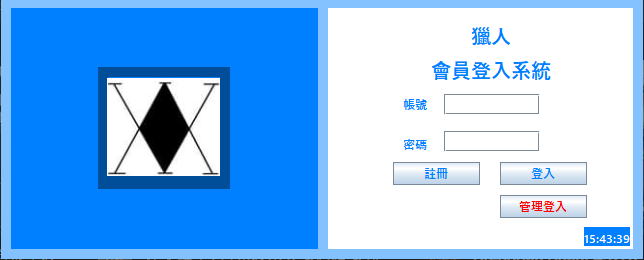 獵人
會員登入系統
帳號
密碼
註冊 登入
管理登入
15:43:39